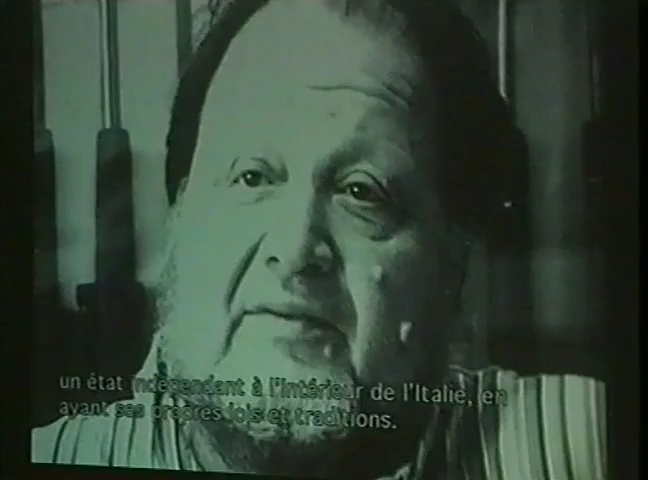 un état indépendant à l'intérieur de l'Italie, en
ayant ses propres lois et traditions.